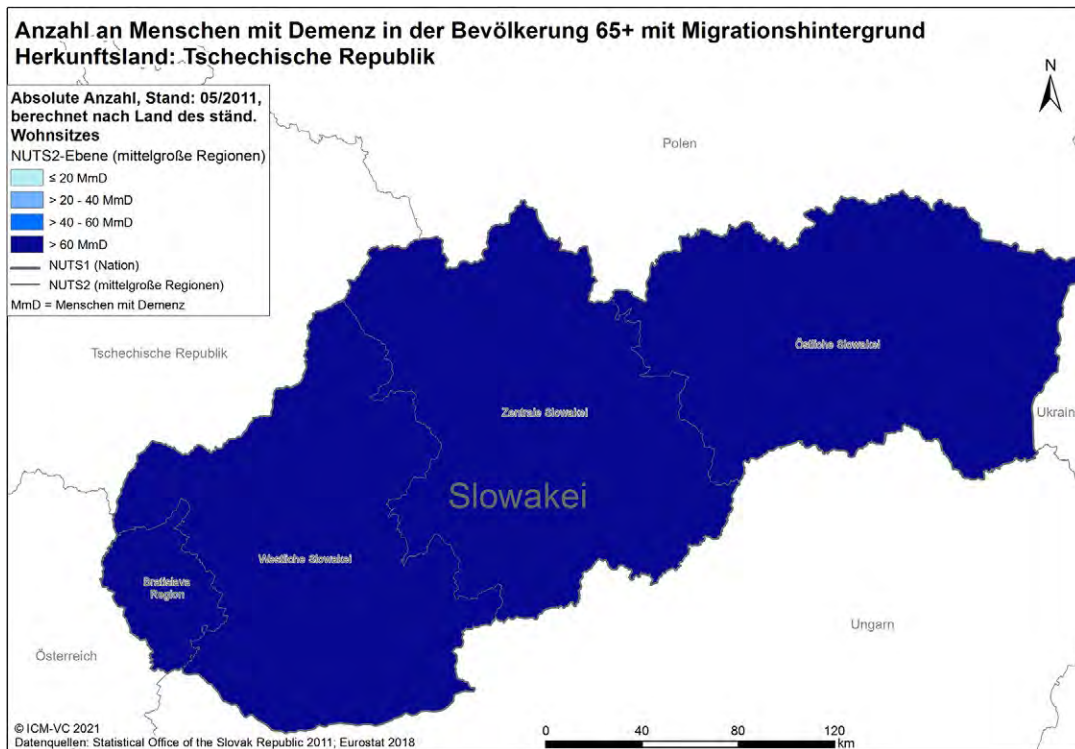 Anzahl an Menschen mit Demenz in der Bevölkerung 65+ mit Migrationshintergrund
Herkunftsland: Tschechische Republik
Absolute Anzahl, Stand: 05/2011,
berechnet nach Land des ständ.
Wohnsitzes
NUTS2-Ebene (mittelgroße Regionen)
≤ 20 MmD
> 20 - 40 MmD
> 40 - 60 MmD
> 60 MmD
NUTS1 (Nation)
NUTS2 (mittelgroße Regionen)
MmD = Menschen mit Demenz
N
Polen
Tschechische Republik
Östliche Slowakei
Zentrale Slowakei
Ukrain
Slowakei
Westliche Slowakei
Bratislava
Region
Ungarn
Österreich
© ICM-VC 2021
Datenquellen: Statistical Office of the Slovak Republic 2011; Eurostat 2018
0 40 80 120
km